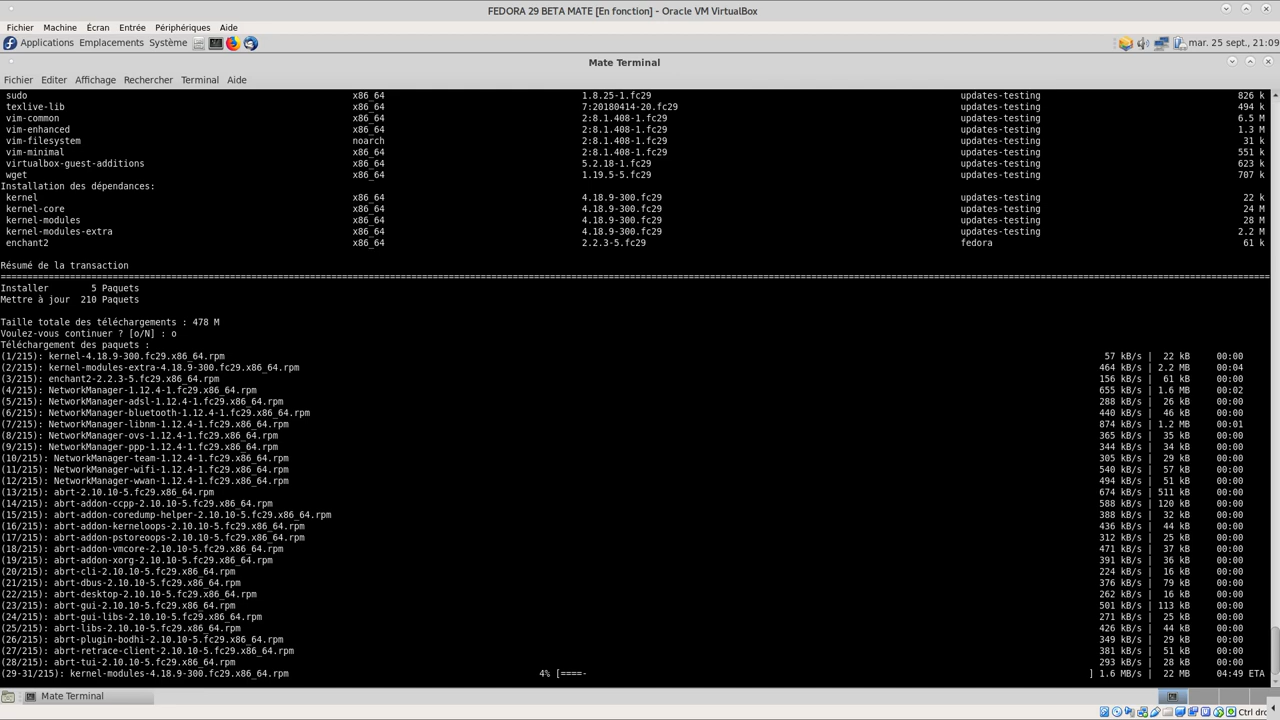 FEDORA 29 BETA MATE [En fonction] - Oracle VM VirtualBox
Fichier Machine Écran Entrée Périphériques Aide
Applications Emplacements Système mar. 25 sept., 21:09
Mate Terminal
Fichier Editer Affichage Rechercher Terminal Aide
sudo x86_64 1.8.25-1.fc29 updates-testing 826 k
texlive-lib x86_64 7:20180414-20.fc29 updates-testing 494 k
vim-common x86_64 2:8.1.408-1.fc29 updates-testing 6.5 M
vim-enhanced x86_64 2:8.1.408-1.fc29 updates-testing 1.3 M
vim-filesystem noarch 2:8.1.408-1.fc29 updates-testing 31 k
vim-minimal x86_64 2:8.1.408-1.fc29 updates-testing 551 k
virtualbox-guest-additions x86_64 5.2.18-1.fc29 updates-testing 623 k
wget x86_64 1.19.5-5.fc29 updates-testing 707 k
Installation des dépendances:
kernel x86_64 4.18.9-300.fc29 updates-testing 22 k
kernel-core x86_64 4.18.9-300.fc29 updates-testing 24 M
kernel-modules x86_64 4.18.9-300.fc29 updates-testing 28 M
kernel-modules-extra x86_64 4.18.9-300.fc29 updates-testing 2.2 M
enchant2 x86_64 2.2.3-5.fc29 fedora 61 k
Résumé de la transaction
Installer 5 Paquets
Mettre à jour 210 Paquets
Taille totale des téléchargements : 478 M
Voulez-vous continuer ? [o/N] : o
Téléchargement des paquets :
(1/215): kernel-4.18.9-300.fc29.x86_64.rpm 57 kB/s | 22 kB 00:00
(2/215): kernel-modules-extra-4.18.9-300.fc29.x86_64.rpm 464 kB/s | 2.2 MB 00:04
(3/215): enchant2-2.2.3-5.fc29.x86_64.rpm 156 kB/s | 61 kB 00:00
(4/215): NetworkManager-1.12.4-1.fc29.x86_64.rpm 655 kB/s | 1.6 MB 00:02
(5/215): NetworkManager-adsl-1.12.4-1.fc29.x86_64.rpm 288 kB/s | 26 kB 00:00
(6/215): NetworkManager-bluetooth-1.12.4-1.fc29.x86_64.rpm 440 kB/s | 46 kB 00:00
(7/215): NetworkManager-libnm-1.12.4-1.fc29.x86_64.rpm 874 kB/s | 1.2 MB 00:01
(8/215): NetworkManager-ovs-1.12.4-1.fc29.x86_64.rpm 365 kB/s | 35 kB 00:00
(9/215): NetworkManager-ppp-1.12.4-1.fc29.x86_64.rpm 344 kB/s | 34 kB 00:00
(10/215): NetworkManager-team-1.12.4-1.fc29.x86_64.rpm 305 kB/s | 29 kB 00:00
(11/215): NetworkManager-wifi-1.12.4-1.fc29.x86_64.rpm 540 kB/s | 57 kB 00:00
(12/215): NetworkManager-wwan-1.12.4-1.fc29.x86_64.rpm 494 kB/s | 51 kB 00:00
(13/215): abrt-2.10.10-5.fc29.x86_64.rpm 674 kB/s | 511 kB 00:00
(14/215): abrt-addon-ccpp-2.10.10-5.fc29.x86_64.rpm 588 kB/s | 120 kB 00:00
(15/215): abrt-addon-coredump-helper-2.10.10-5.fc29.x86_64.rpm 388 kB/s | 32 kB 00:00
(16/215): abrt-addon-kerneloops-2.10.10-5.fc29.x86_64.rpm 436 kB/s | 44 kB 00:00
(17/215): abrt-addon-pstoreoops-2.10.10-5.fc29.x86_64.rpm 312 kB/s | 25 kB 00:00
(18/215): abrt-addon-vmcore-2.10.10-5.fc29.x86_64.rpm 471 kB/s | 37 kB 00:00
(19/215): abrt-addon-xorg-2.10.10-5.fc29.x86_64.rpm 391 kB/s | 36 kB 00:00
(20/215): abrt-cli-2.10.10-5.fc29.x86_64.rpm 224 kB/s | 16 kB 00:00
(21/215): abrt-dbus-2.10.10-5.fc29.x86_64.rpm 376 kB/s | 79 kB 00:00
(22/215): abrt-desktop-2.10.10-5.fc29.x86_64.rpm 262 kB/s | 16 kB 00:00
(23/215): abrt-gui-2.10.10-5.fc29.x86_64.rpm 501 kB/s | 113 kB 00:00
(24/215): abrt-gui-libs-2.10.10-5.fc29.x86_64.rpm 271 kB/s | 25 kB 00:00
(25/215): abrt-libs-2.10.10-5.fc29.x86_64.rpm 426 kB/s | 44 kB 00:00
(26/215): abrt-plugin-bodhi-2.10.10-5.fc29.x86_64.rpm 349 kB/s | 29 kB 00:00
(27/215): abrt-retrace-client-2.10.10-5.fc29.x86_64.rpm 381 kB/s | 51 kB 00:00
(28/215): abrt-tui-2.10.10-5.fc29.x86_64.rpm 293 kB/s | 28 kB 00:00
(29-31/215): kernel-modules-4.18.9-300.fc29.x86_64.rpm 4% [====- ] 1.6 MB/s | 22 MB 04:49 ETA
Mate Terminal
Ctrl dro